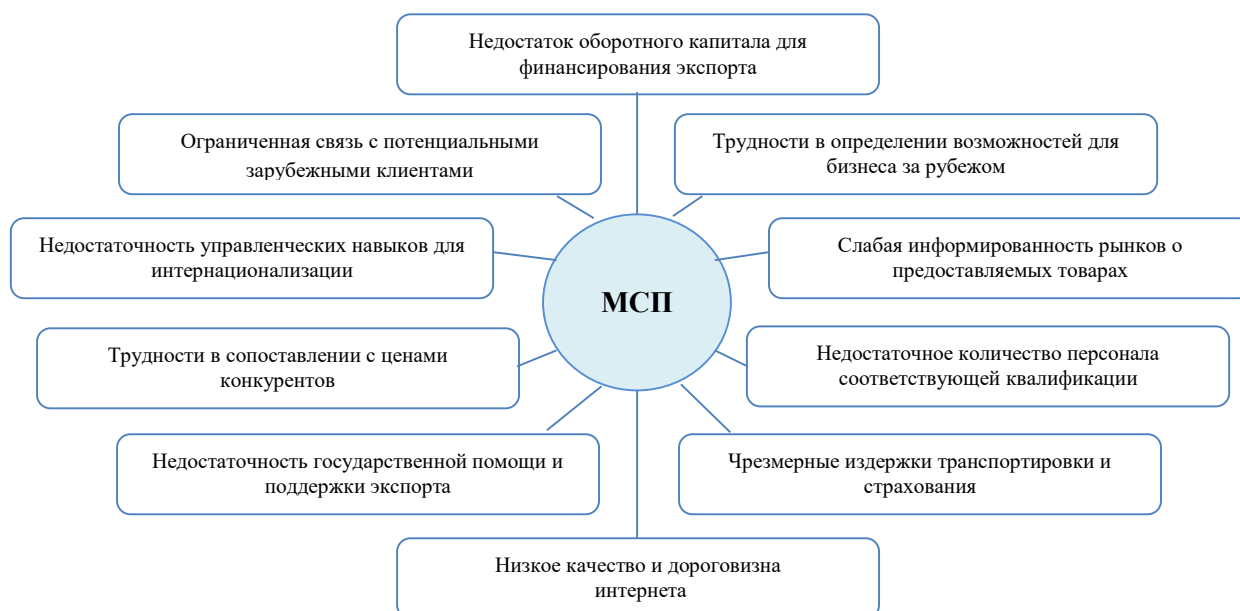 Недостаток оборотного капитала для
финансирования экспорта
Ограниченная связь с потенциальными
зарубежными клиентами
Трудности в определении возможностей для
бизнеса за рубежом
Недостаточность управленческих навыков для
интернационализации
Слабая информированность рынков о
предоставляемых товарах
МСП
Трудности в сопоставлении с ценами
конкурентов
Недостаточное количество персонала
соответствующей квалификации
Недостаточность государственной помощи и
поддержки экспорта
Чрезмерные издержки транспортировки и
страхования
Низкое качество и дороговизна
интернета